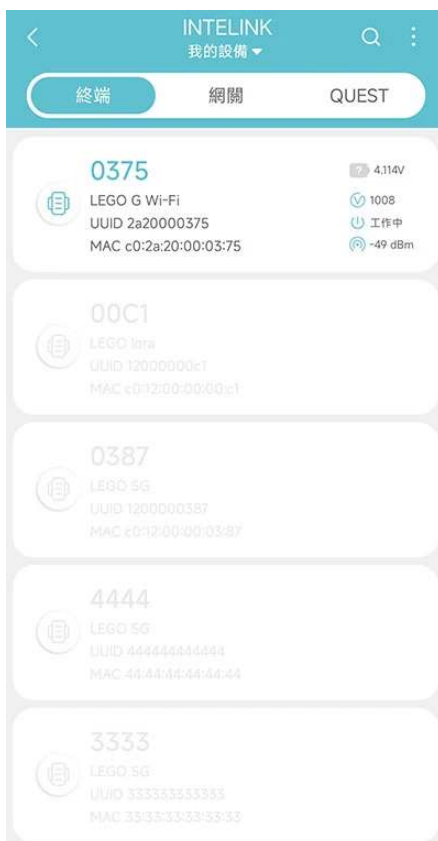 INTELINK
我的設備
終端
網關
QUEST
0375
4.114V
LEGO G Wi-Fi
1008
UUID 2a20000375
工作中
MAC c0:2a:20:00:03:75
-49 dBm
00C1
LEGO lora
UUID 12000000c1
MAC c0:12:00:00:00:c1
0387
LEGO 5G
UUID 1200000387
MAC c0:12:00:00:03:87
4444
LEGO 5G
UUID 444444444444
MAC 44:44:44:44:44:44
3333
LEGO 5G
UUID 333333333333
MAC 33:33:33:33:33:33